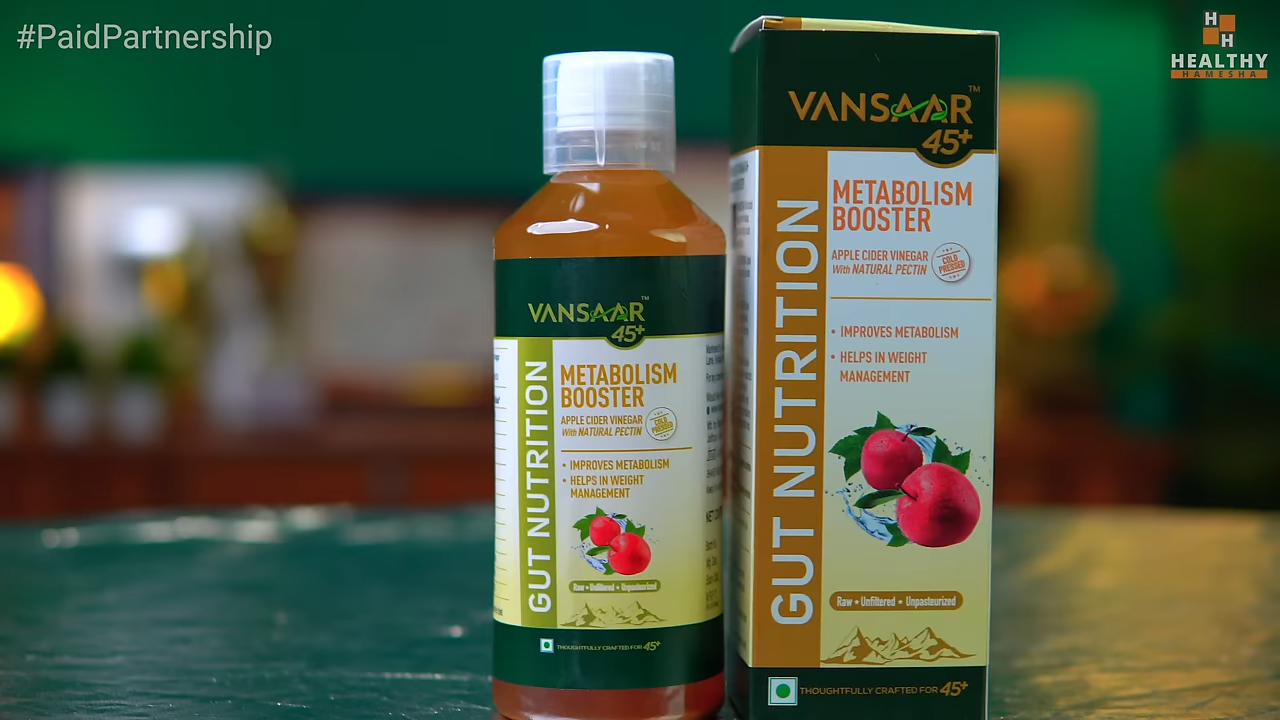 #PaidPartnership
H
H
HEALTHY
HAMESHA
VANSAAR™
45+
GUT NUTRITION
METABOLISM
BOOSTER
APPLE CIDER VINEGAR
With NATURAL PECTIN
COLD
PRESSED
• IMPROVES METABOLISM
• HELPS IN WEIGHT
MANAGEMENT
Raw • Unfiltered • Unpasteurized
THOUGHTFULLY CRAFTED FOR 45+
VANSAAR™
45+
GUT NUTRITION
METABOLISM
BOOSTER
APPLE CIDER VINEGAR
With NATURAL PECTIN
COLD
PRESSED
• IMPROVES METABOLISM
• HELPS IN WEIGHT
MANAGEMENT
Raw • Unfiltered • Unpasteurized
THOUGHTFULLY CRAFTED FOR 45+